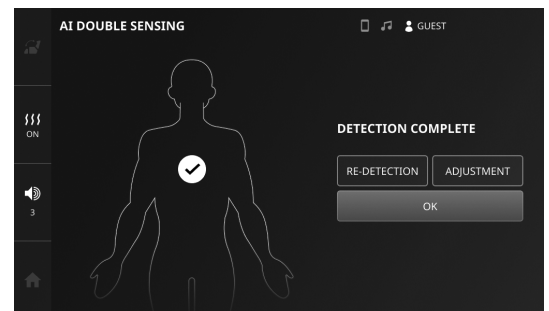 AI DOUBLE SENSING
GUEST
ON
3
DETECTION COMPLETE
RE-DETECTION
ADJUSTMENT
OK